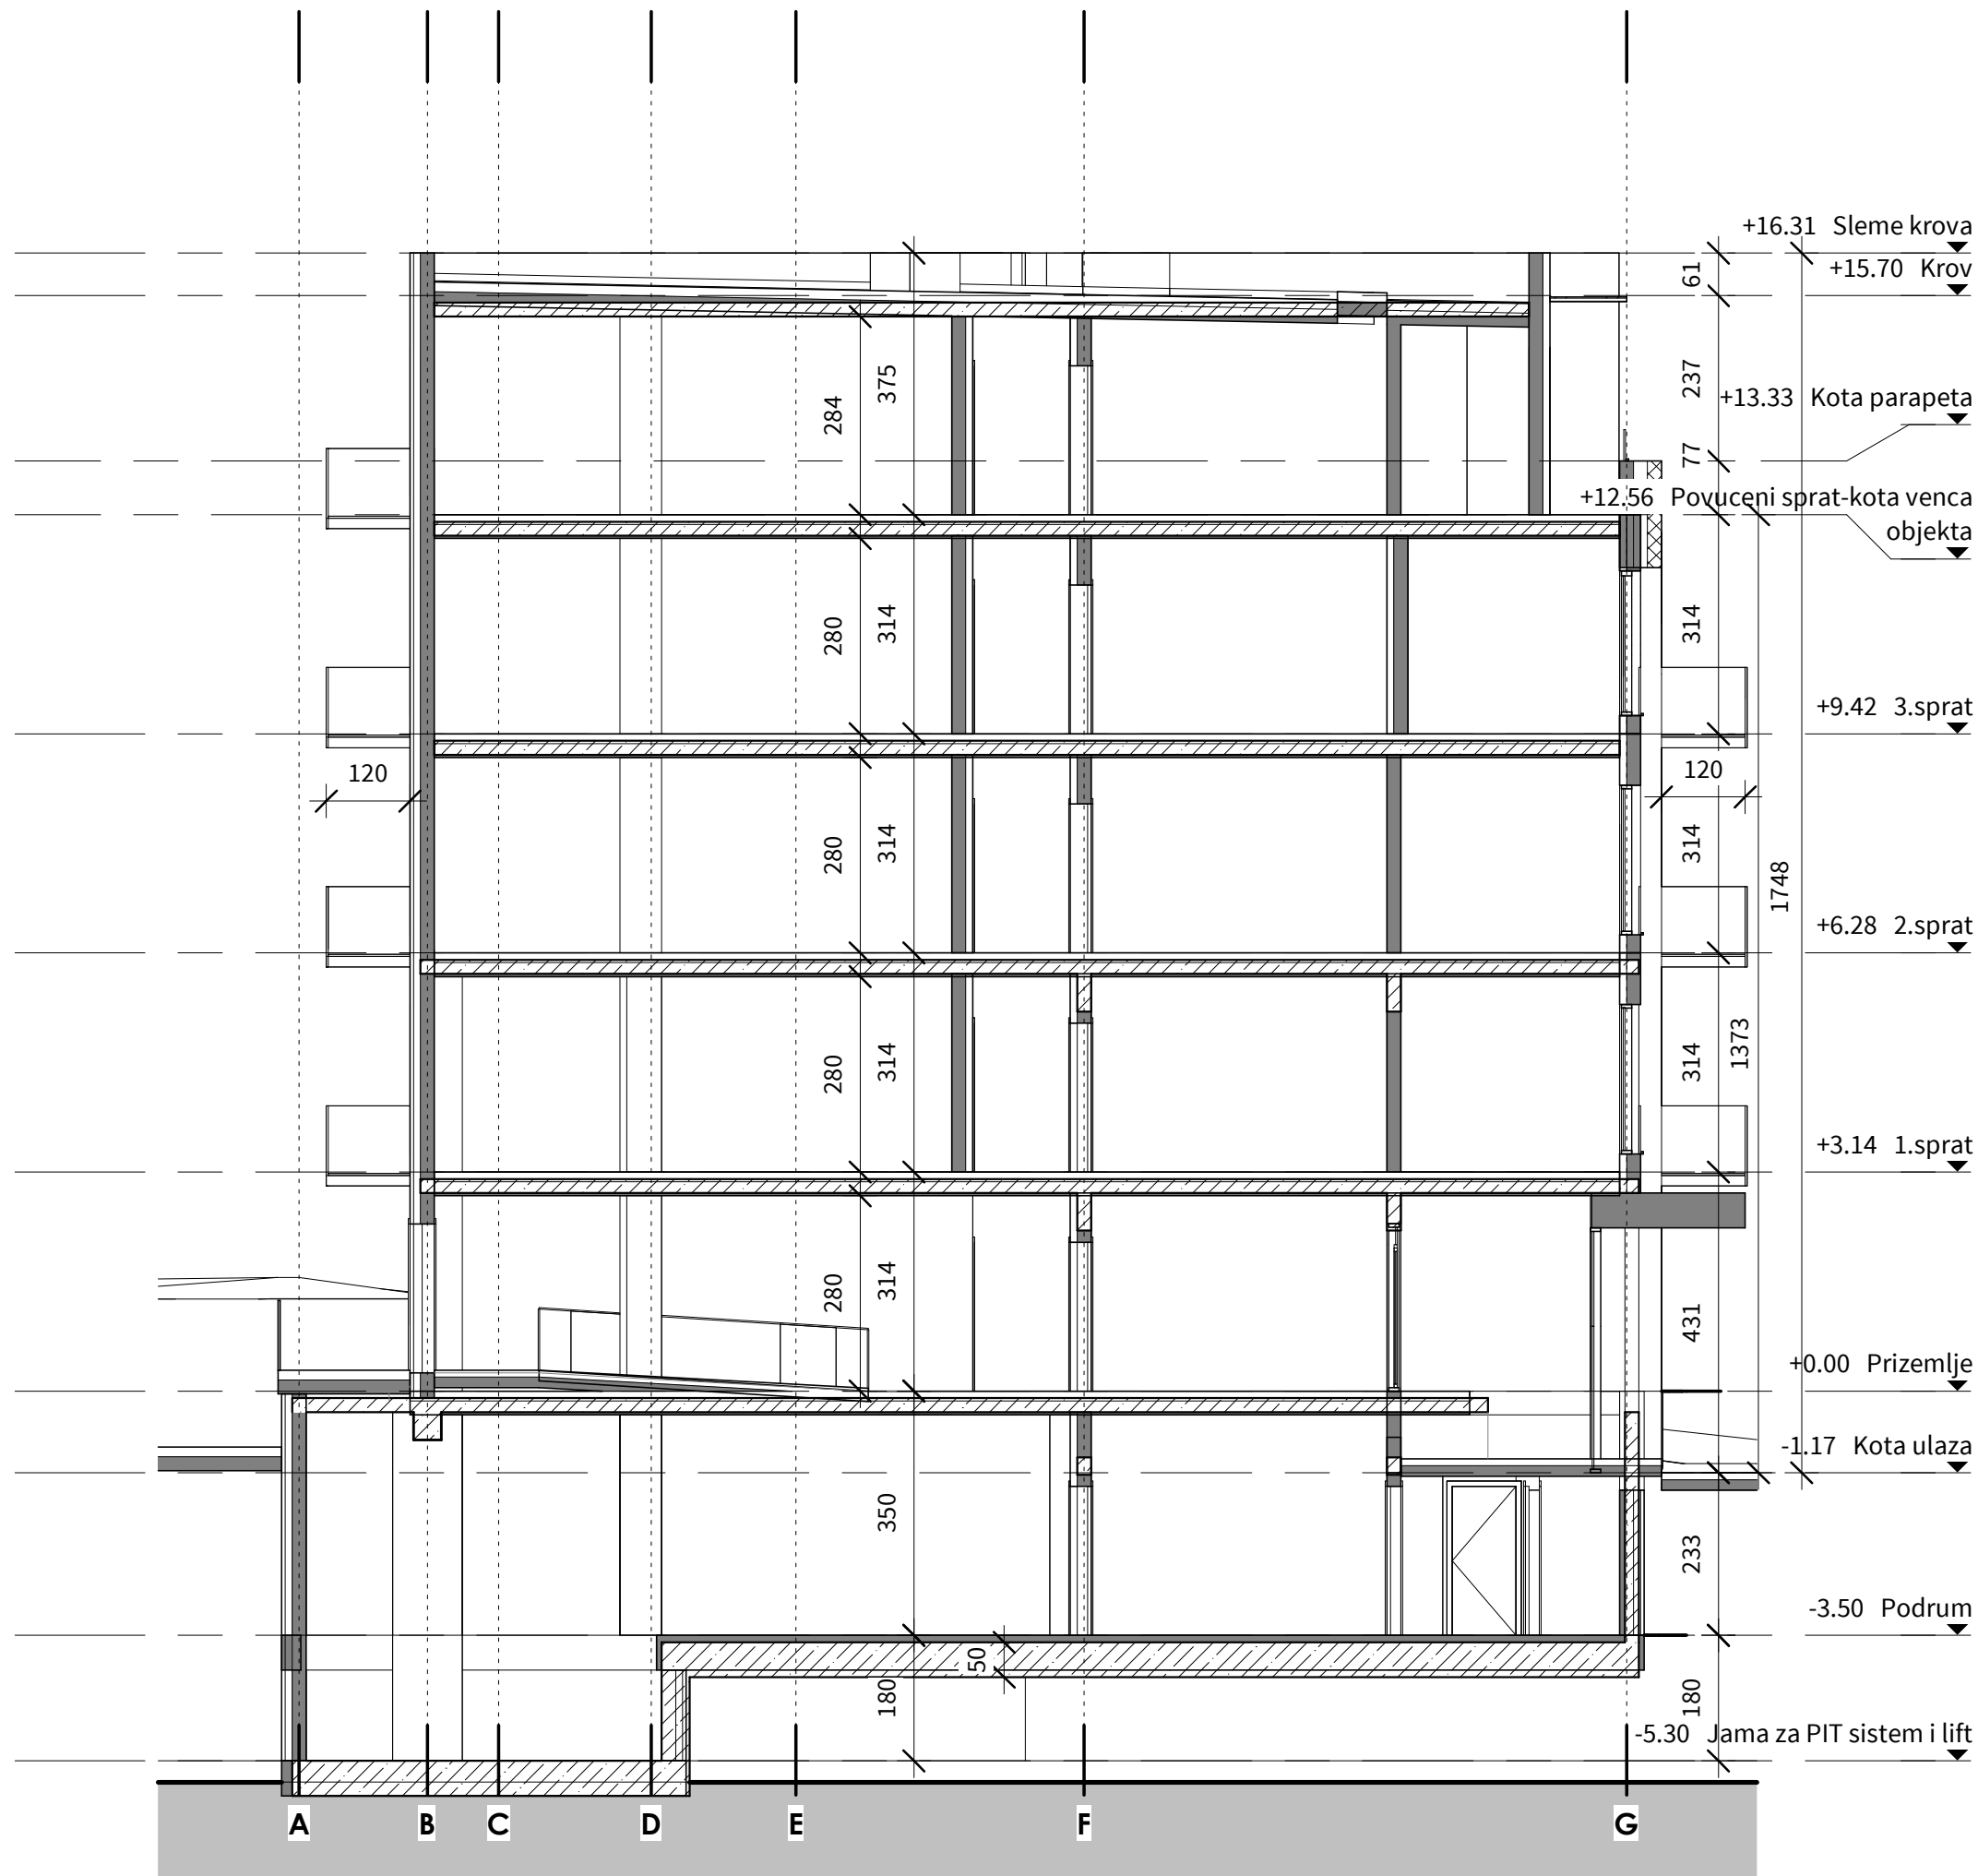 +16.31 Sleme krova
61
+15.70 Krov
237
375
284
+13.33 Kota parapeta
77
+12.56 Povuceni sprat-kota venca
objekta
280
314
314
+9.42 3.sprat
120
120
280
314
314
1748
+6.28 2.sprat
280
314
314
1373
+3.14 1.sprat
280
314
431
+0.00 Prizemlje
-1.17 Kota ulaza
350
233
-3.50 Podrum
50
180
180
-5.30 Jama za PIT sistem i lift
A B C D E F G